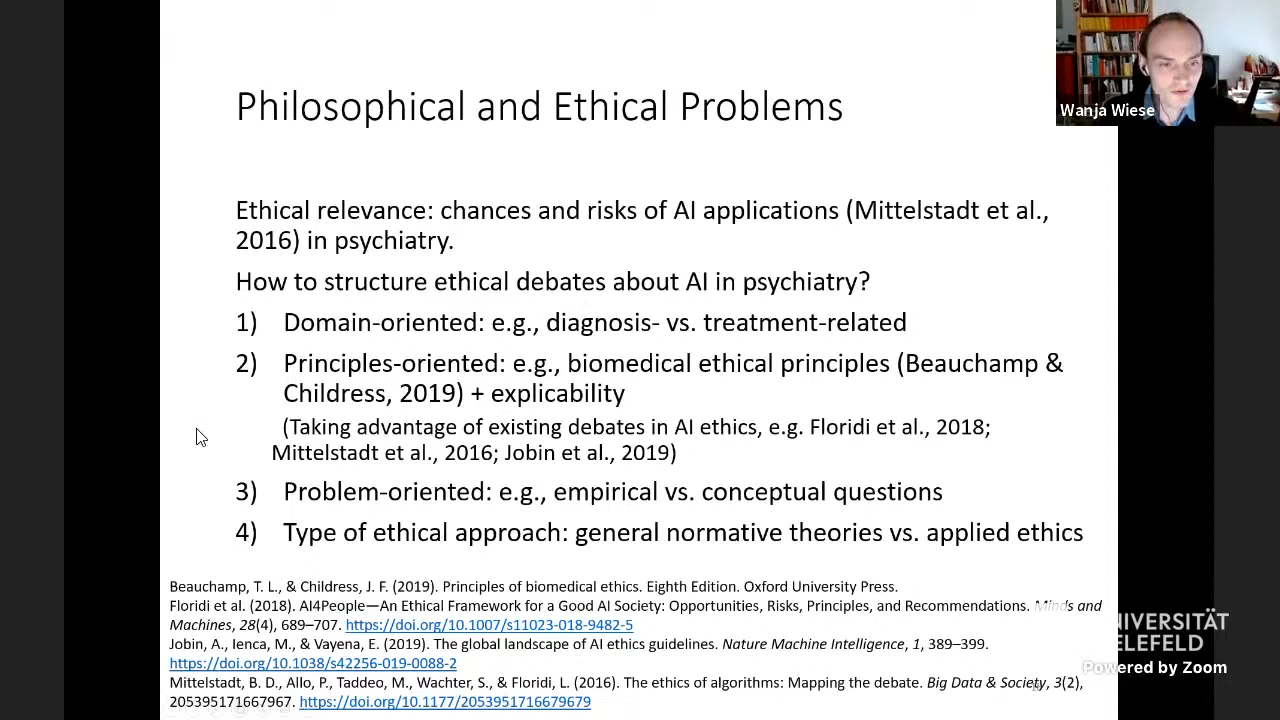 Philosophical and Ethical Problems
Wanja Wiese
Ethical relevance: chances and risks of AI applications (Mittelstadt et al.,
2016) in psychiatry.
How to structure ethical debates about AI in psychiatry?
1) Domain-oriented: e.g., diagnosis- vs. treatment-related
2) Principles-oriented: e.g., biomedical ethical principles (Beauchamp &
Childress, 2019) + explicability
(Taking advantage of existing debates in AI ethics, e.g. Floridi et al., 2018;
Mittelstadt et al., 2016; Jobin et al., 2019)
3) Problem-oriented: e.g., empirical vs. conceptual questions
4) Type of ethical approach: general normative theories vs. applied ethics
Beauchamp, T. L., & Childress, J. F. (2019). Principles of biomedical ethics. Eighth Edition. Oxford University Press.
Floridi et al. (2018). AI4People—An Ethical Framework for a Good AI Society: Opportunities, Risks, Principles, and Recommendations. Minds and
Machines, 28(4), 689–707. https://doi.org/10.1007/s11023-018-9482-5
Jobin, A., Ienca, M., & Vayena, E. (2019). The global landscape of AI ethics guidelines. Nature Machine Intelligence, 1, 389–399.
https://doi.org/10.1038/s42256-019-0088-2
Mittelstadt, B. D., Allo, P., Taddeo, M., Wachter, S., & Floridi, L. (2016). The ethics of algorithms: Mapping the debate. Big Data & Society, 3(2),
205395171667967. https://doi.org/10.1177/2053951716679679
NIVERSITÄT
IELEFELD
Powered by Zoom